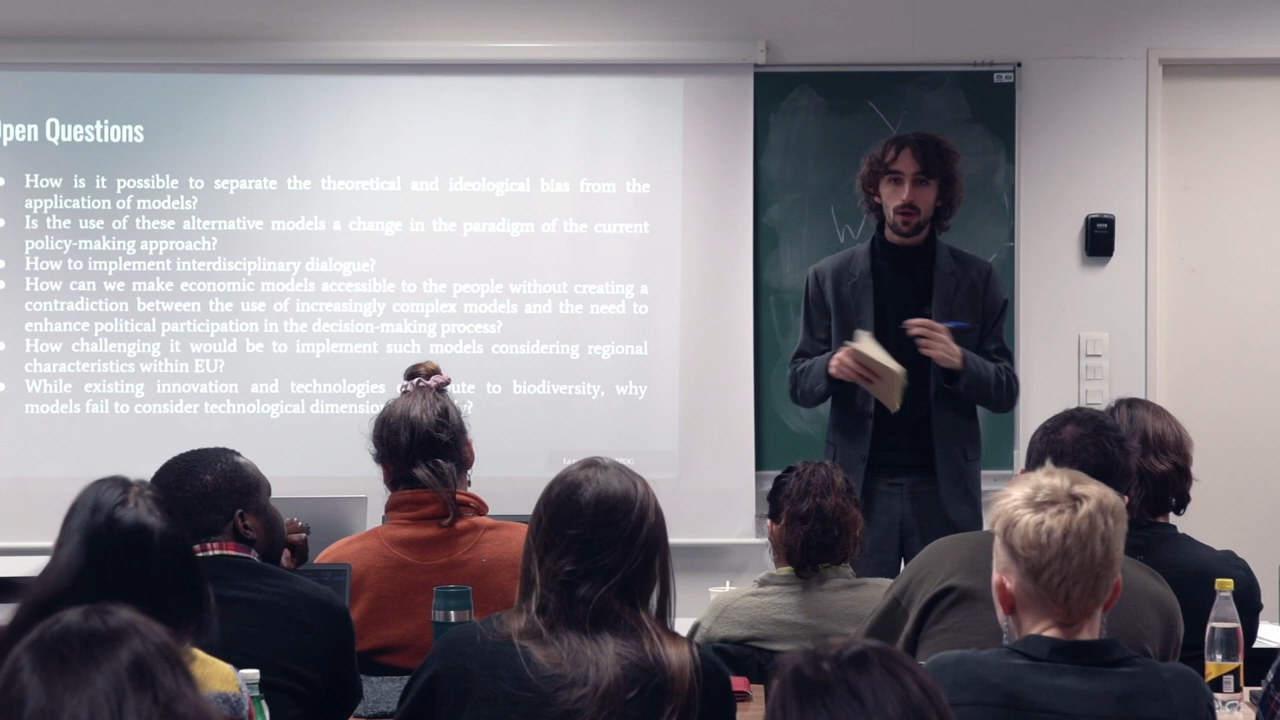 Open Questions
How is it possible to separate the theoretical and ideological bias from the
application of models?
Is the use of these alternative models a change in the paradigm of the current
policy-making approach?
How to implement interdisciplinary dialogue?
How can we make economic models accessible to the people without creating a
contradiction between the use of increasingly complex models and the need to
enhance political participation in the decision-making process?
How challenging it would be to implement such models considering regional
characteristics within EU?
While existing innovation and technologies to biodiversity, why
models fail to consider technological